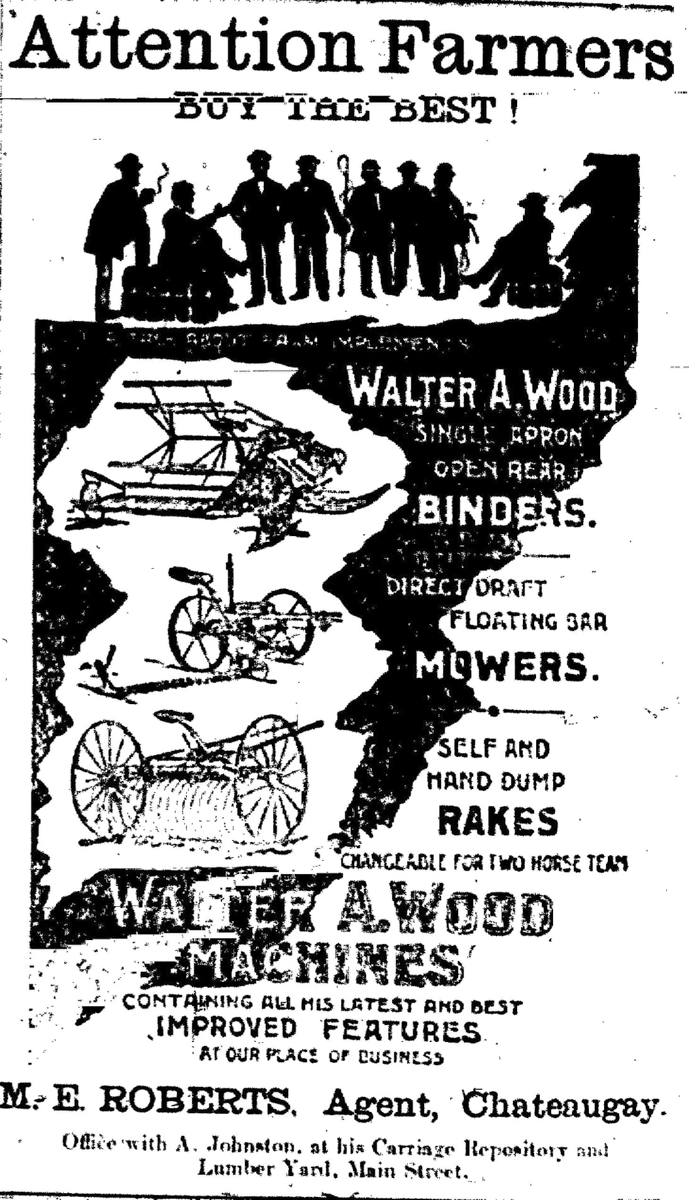 Attention Farmers
BUY THE BEST!
ABOUT FARM IMPLEMENTS
WALTER A. WOOD
SINGLE APRON
OPEN REAR
BINDERS.
DIRECT DRAFT
FLOATING BAR
MOWERS.
SELF AND
HAND DUMP
RAKES
CHANGEABLE FOR TWO HORSE TEAM
WALTER A. WOOD
MACHINES
CONTAINING ALL HIS LATEST AND BEST
IMPROVED FEATURES
AT OUR PLACE OF BUSINESS
M. E. ROBERTS, Agent, Chateaugay.
Office with A. Johnston, at his Carriage Repository and
Lumber Yard, Main Street.